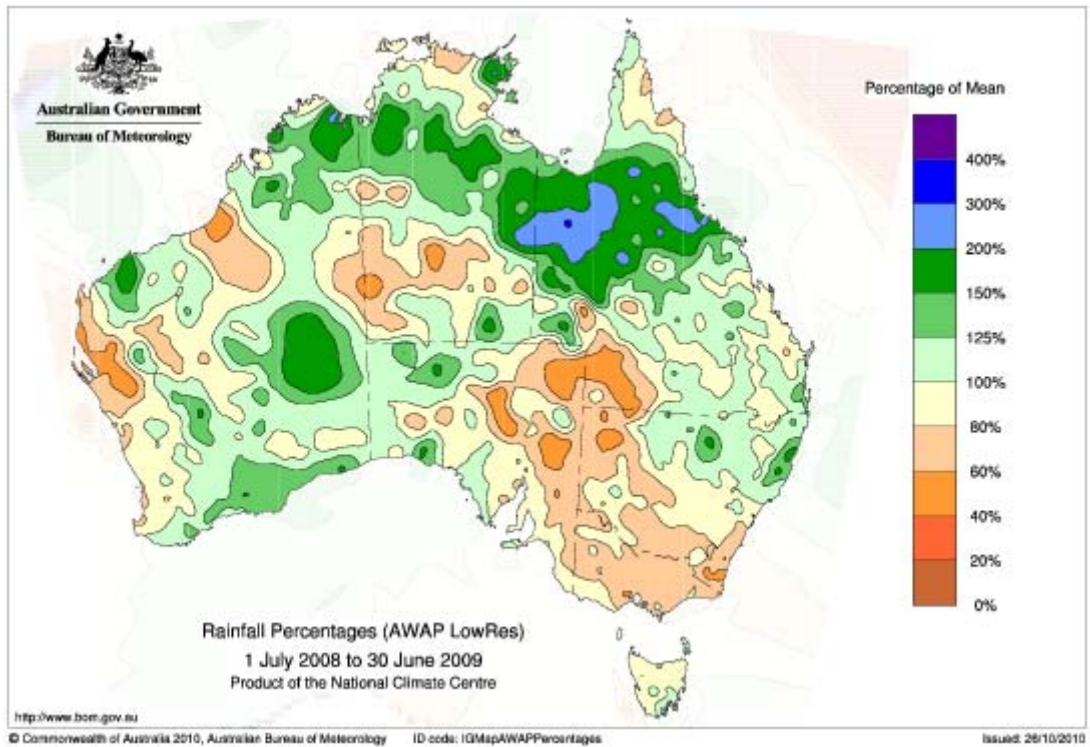 Australian Government
Bureau of Meteorology
Percentage of Mean
400%
300%
200%
150%
125%
100%
80%
60%
40%
20%
0%
Rainfall Percentages (AWAP LowRes)
1 July 2008 to 30 June 2009
Product of the National Climate Centre
http://www.bom.gov.au
© Commonwealth of Australia 2010, Australian Bureau of Meteorology ID code: IGMapAWAPPercentages Issued: 26/10/2010